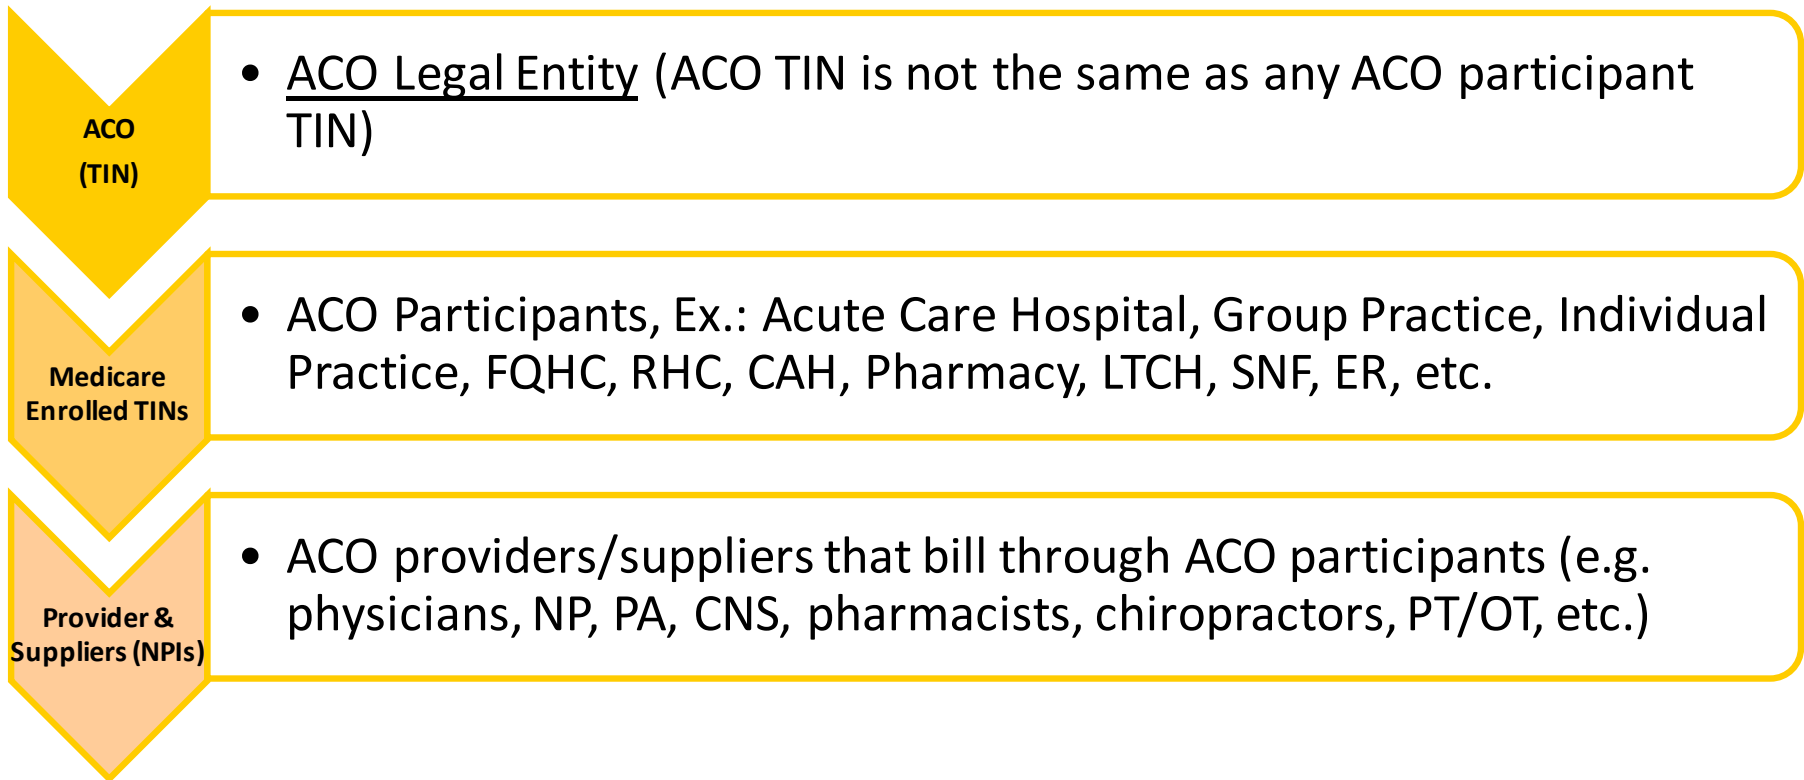 ACO
(TIN)
• ACO Legal Entity (ACO TIN is not the same as any ACO participant
TIN)
Medicare
Enrolled TINs
• ACO Participants, Ex.: Acute Care Hospital, Group Practice, Individual
Practice, FQHC, RHC, CAH, Pharmacy, LTCH, SNF, ER, etc.
Provider &
Suppliers (NPIs)
• ACO providers/suppliers that bill through ACO participants (e.g.
physicians, NP, PA, CNS, pharmacists, chiropractors, PT/OT, etc.)